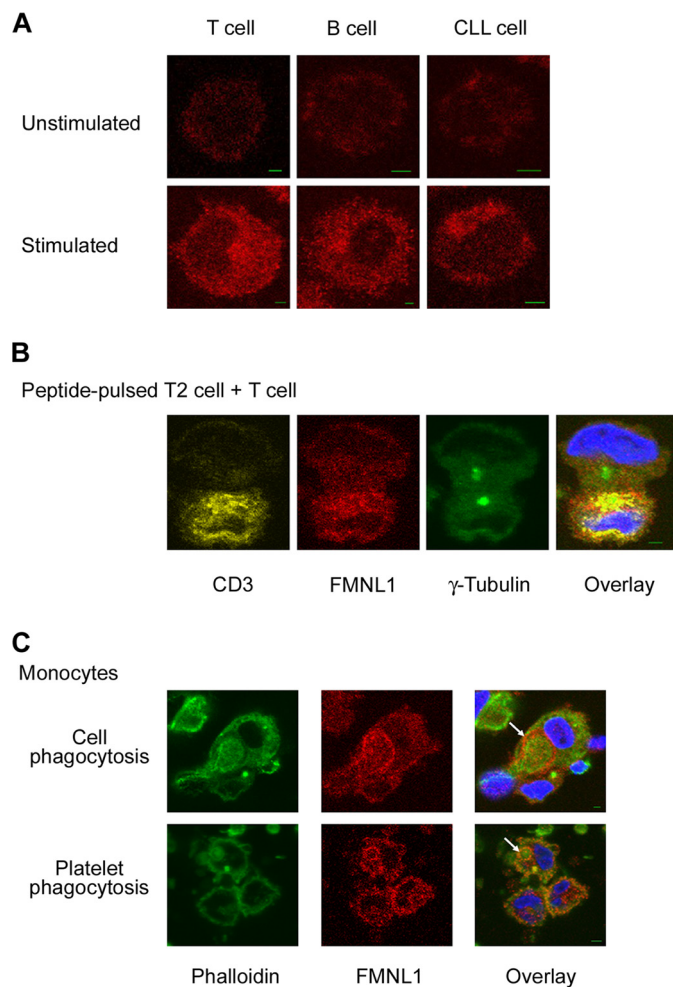 A
T cell B cell CLL cell
Unstimulated
Stimulated
B
Peptide-pulsed T2 cell + T cell
CD3 FMNL1 γ-Tubulin Overlay
C
Monocytes
Cell
phagocytosis
Platelet
phagocytosis
Phalloidin FMNL1 Overlay